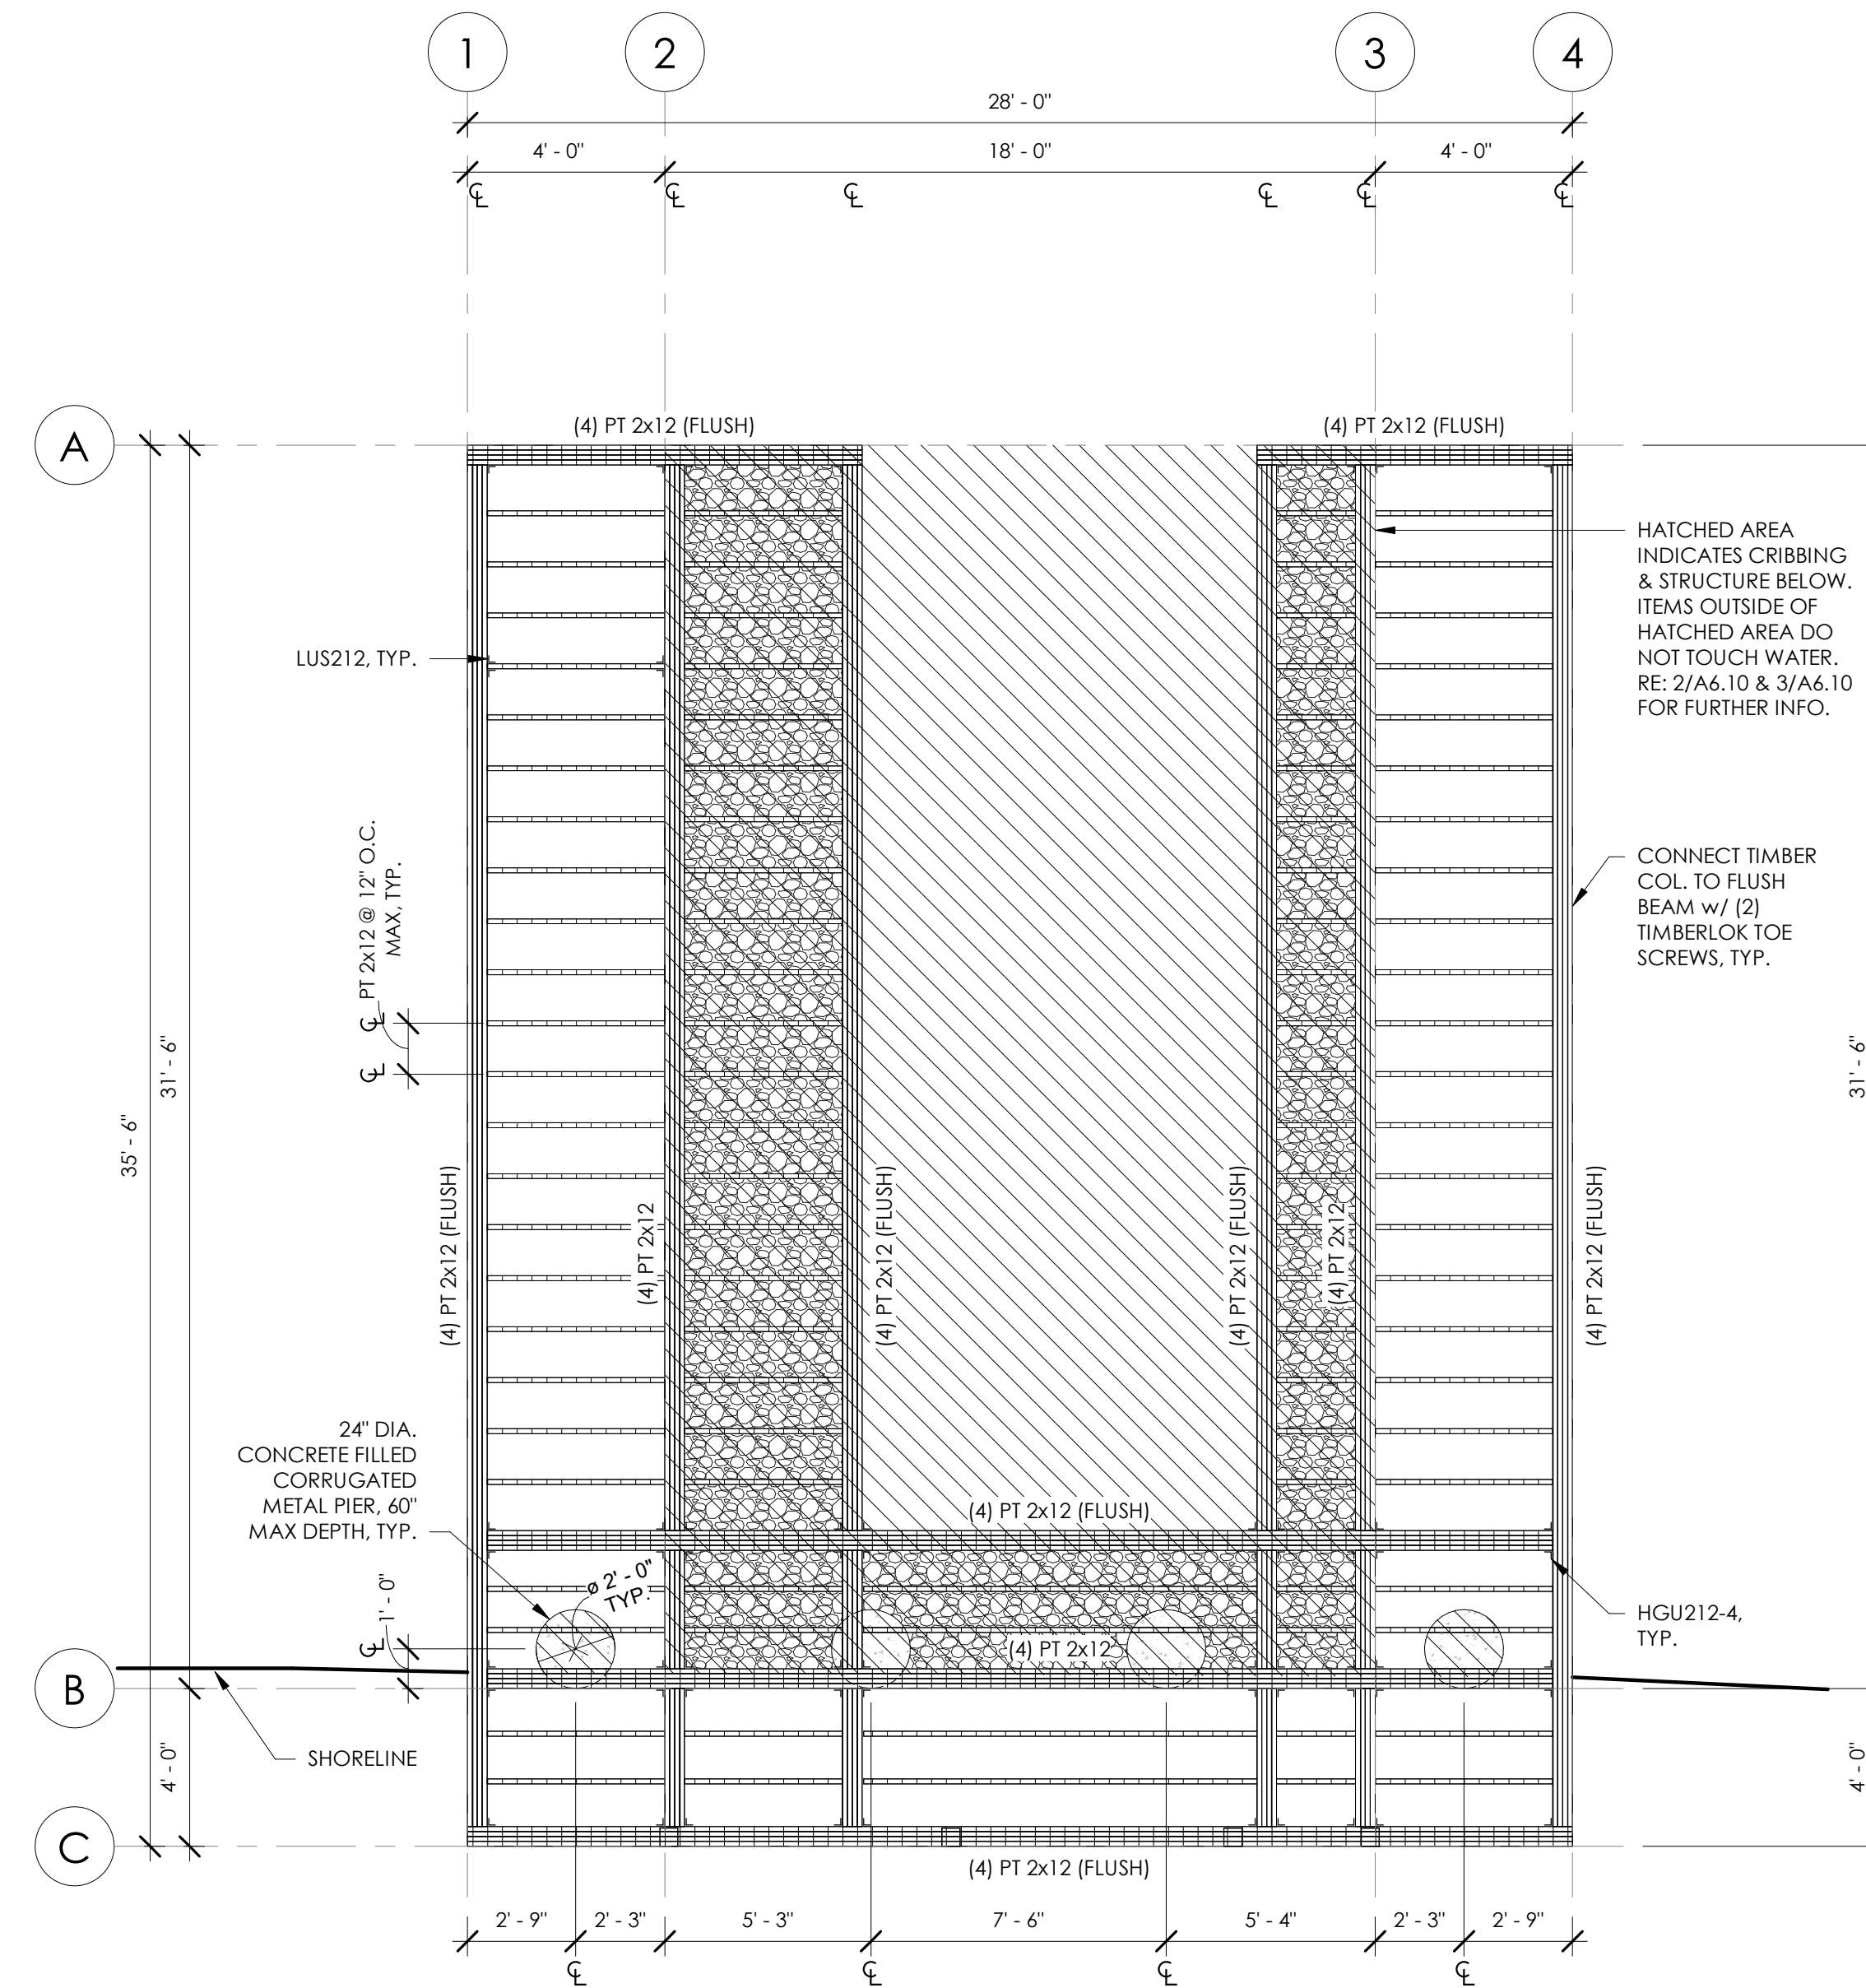 1
2
3
4
28' - 0"
4' - 0"
18' - 0"
4' - 0"
℄
℄
℄
℄
℄
℄
A
(4) PT 2x12 (FLUSH)
(4) PT 2x12 (FLUSH)
HATCHED AREA
INDICATES CRIBBING
& STRUCTURE BELOW.
ITEMS OUTSIDE OF
HATCHED AREA DO
NOT TOUCH WATER.
RE: 2/A6.10 & 3/A6.10
FOR FURTHER INFO.
LUS212, TYP.
PT 2x12 @ 12" O.C.
MAX, TYP.
℄
℄
CONNECT TIMBER
COL. TO FLUSH
BEAM w/ (2)
TIMBERLOK TOE
SCREWS, TYP.
35' - 6"
31' - 6"
31' - 6"
(4) PT 2x12 (FLUSH)
(4) PT 2x12
(4) PT 2x12 (FLUSH)
(4) PT 2x12 (FLUSH)
(4) PT 2x12
(4) PT 2x12 (FLUSH)
24" DIA.
CONCRETE FILLED
CORRUGATED
METAL PIER, 60"
MAX DEPTH, TYP.
(4) PT 2x12 (FLUSH)
ø 2' - 0"
TYP.
1' - 0"
℄
(4) PT 2x12
HGU212-4,
TYP.
B
SHORELINE
4' - 0"
4' - 0"
C
(4) PT 2x12 (FLUSH)
2' - 9"
2' - 3"
5' - 3"
7' - 6"
5' - 4"
2' - 3"
2' - 9"
℄
℄
℄
℄